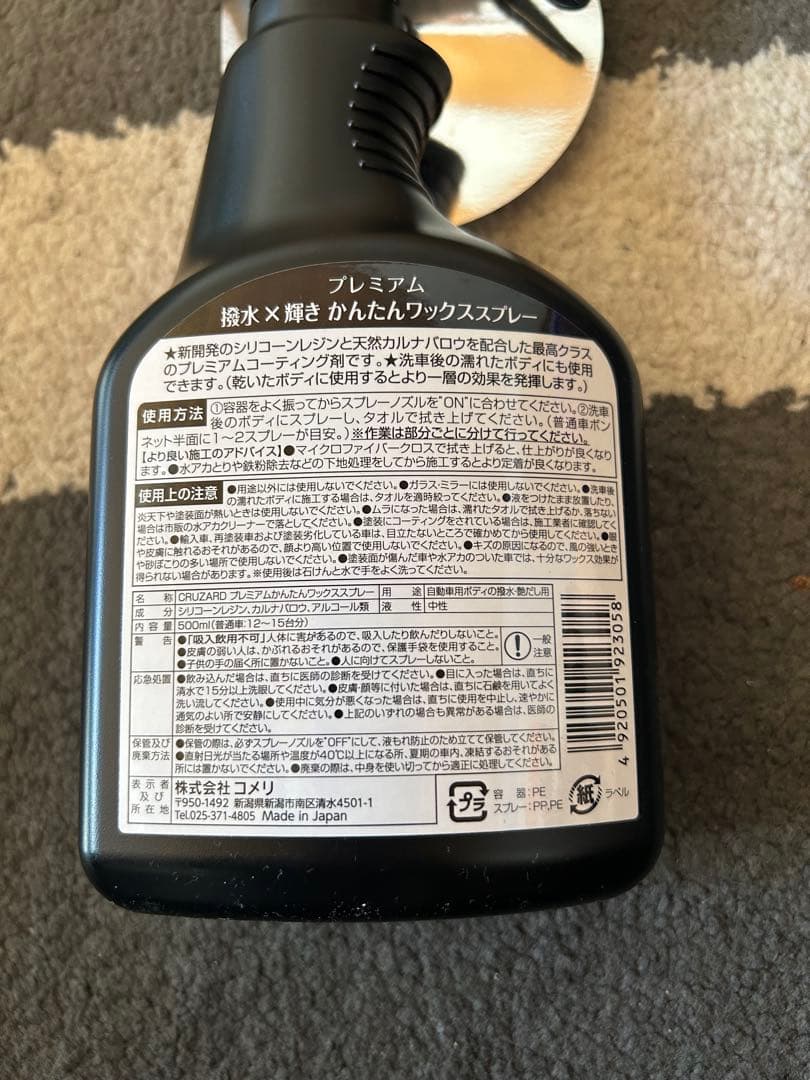 プレミアム
撥水×輝き かんたんワックススプレー
★新開発のシリコーンレジンと天然カルナバロウを配合した最高クラス
のプレミアムコーティング剤です。★洗車後の濡れたボディにも使用
できます。(乾いたボディに使用するとより一層の効果を発揮します。)
使用方法 ①容器をよく振ってからスプレーノズルを"ON"に合わせてください。②洗車
後のボディにスプレーし、タオルで拭き上げてください。(普通車ボン
ネット半面に1〜2スプレーが目安。)※作業は部分ごとに分けて行ってください。
【より良い施工のアドバイス】●マイクロファイバークロスで拭き上げると、仕上がりが良くなり
ます。●水アカとりや鉄粉除去などの下地処理をしてから施工するとより定着が良くなります。
使用上の注意 ●用途以外には使用しないでください。●ガラス・ミラーには使用しないでください。●洗車後
の濡れたボディに施工する場合は、タオルを適時絞ってください。●液をつけたまま放置したり、
炎天下や塗装面が熱いときは使用しないでください。●ムラになった場合は、濡れたタオルで拭き上げるか、落ちない
場合は市販の水アカクリーナーで落としてください。●塗装にコーティングをされている場合は、施工業者に確認してく
ださい。●輸入車、再塗装車および塗装劣化している車は、目立たないところで確かめてから使用してください。●眼
や皮膚に触れるおそれがあるので、顔より高い位置で使用しないでください。●キズの原因になるので、風の強いとき
や砂ぼこりの多い場所で使用しないでください。●塗装面が傷んだ車や水アカのついた車では、十分なワックス効果が
得られない場合があります。※使用後は石けんと水で手をよく洗ってください。
名称 CRUZARD プレミアムかんたんワックススプレー 用途 自動車用ボディの撥水・艶だし用
成分 シリコーンレジン、カルナバロウ、アルコール類 液性 中性
内容量 500ml(普通車:12〜15台分)
警告 ●「吸入飲用不可」人体に害があるので、吸入したり飲んだりしないこと。
●皮膚の弱い人は、かぶれるおそれがあるので、保護手袋を使用すること。
●子供の手の届く所に置かないこと。●人に向けてスプレーしないこと。
一般
注意
応急処置 ●飲み込んだ場合は、直ちに医師の診断を受けてください。●目に入った場合は、直ちに
清水で15分以上洗眼してください。●皮膚・顔等に付いた場合は、直ちに石鹸を用いてよく
洗い流してください。●使用中に気分が悪くなった場合は、直ちに使用を中止し、速やかに
通気のよい所で安静にしてください。●上記のいずれの場合も異常がある場合は、医師の
診断を受けてください。
保管及び
廃棄方法
●保管の際は、必ずスプレーノズルを"OFF"にして、液もれ防止のため立てて保管してください。
●直射日光が当たる場所や温度が40℃以上になる所、夏期の車内、凍結するおそれがある
所には置かないでください。●廃棄の際は、中身を使い切ってから適正に処理してください。
表示者
及び
所在地
株式会社 コメリ
〒950-1492 新潟県新潟市南区清水4501-1
Tel.025-371-4805 Made in Japan
プラ
容器:PE
スプレー:PP,PE
紙
ラベル
4 920501 923058